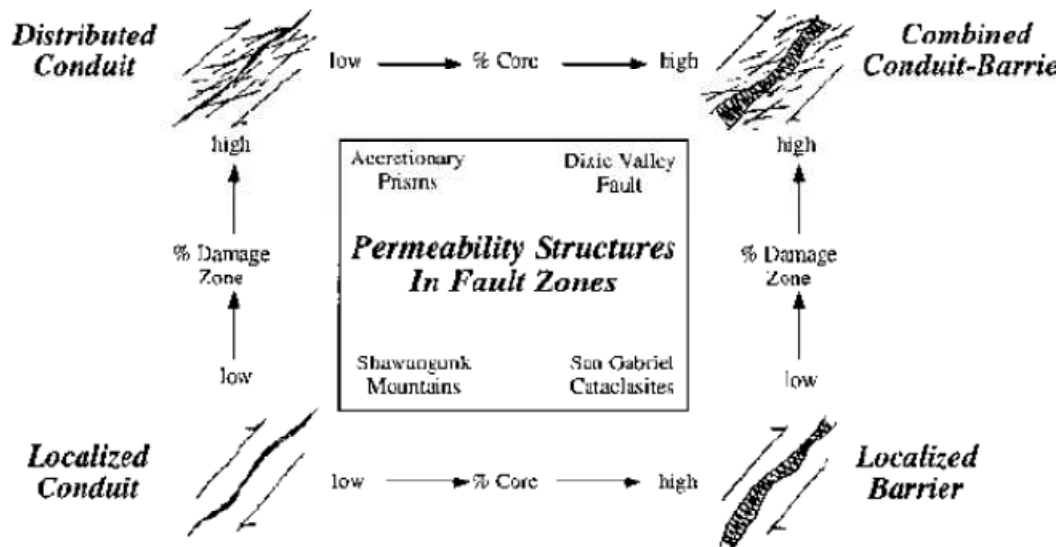 Distributed
Conduit
low
% Core
high
Combined
Conduit-Barrie
high
high
Accretionary
Prisms
Dixie Valley
Fault
% Damage
Zone
Permeability Structures
In Fault Zones
% Damage
Zone
low
Shawangunk
Mountains
San Gabriel
Cataclasites
low
Localized
Conduit
low
% Core
high
Localized
Barrier